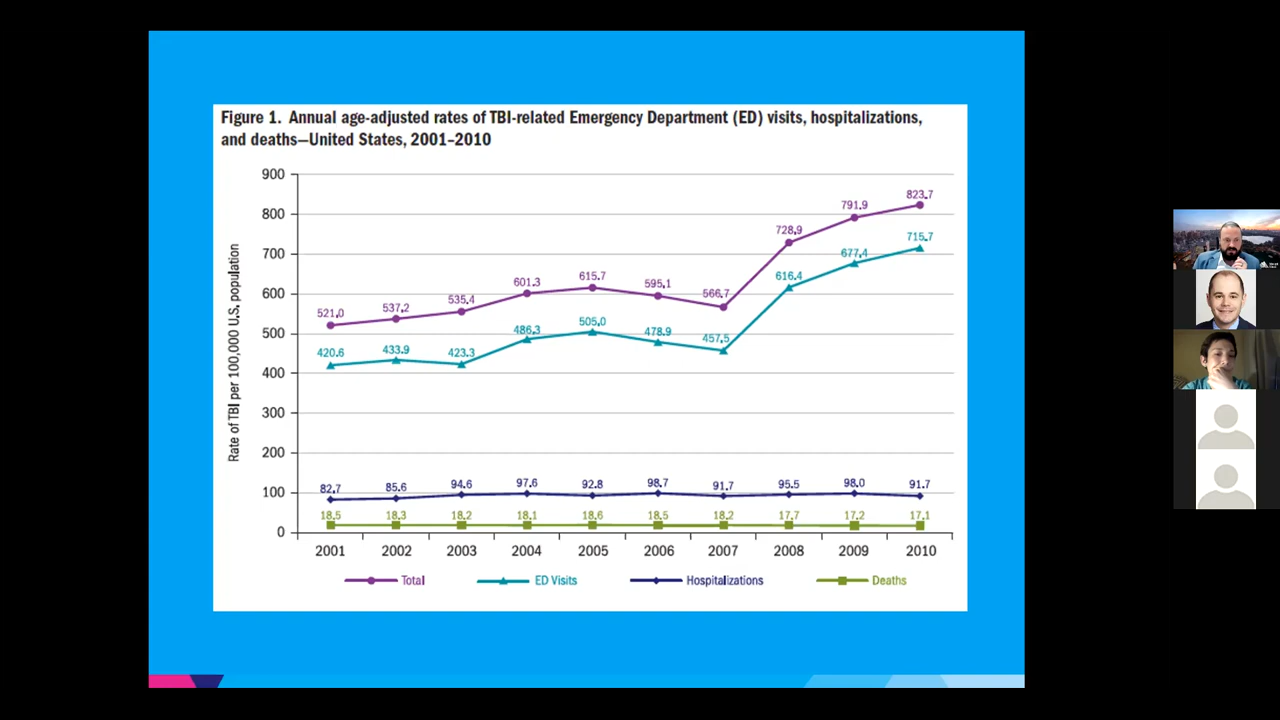 Figure 1. Annual age-adjusted rates of TBI-related Emergency Department (ED) visits, hospitalizations,
and deaths—United States, 2001–2010
Rate of TBI per 100,000 U.S. population
900
800
700
600
500
400
300
200
100
0
521.0 537.2 535.4 601.3 615.7 595.1 566.7 728.9 791.9 823.7
420.6 433.9 423.3 486.3 505.0 478.9 457.5 616.4 677.4 715.7
82.7 85.6 94.6 97.6 92.8 98.7 91.7 95.5 98.0 91.7
18.5 18.3 18.2 18.1 18.6 18.5 18.2 17.7 17.2 17.1
2001 2002 2003 2004 2005 2006 2007 2008 2009 2010
Total ED Visits Hospitalizations Deaths